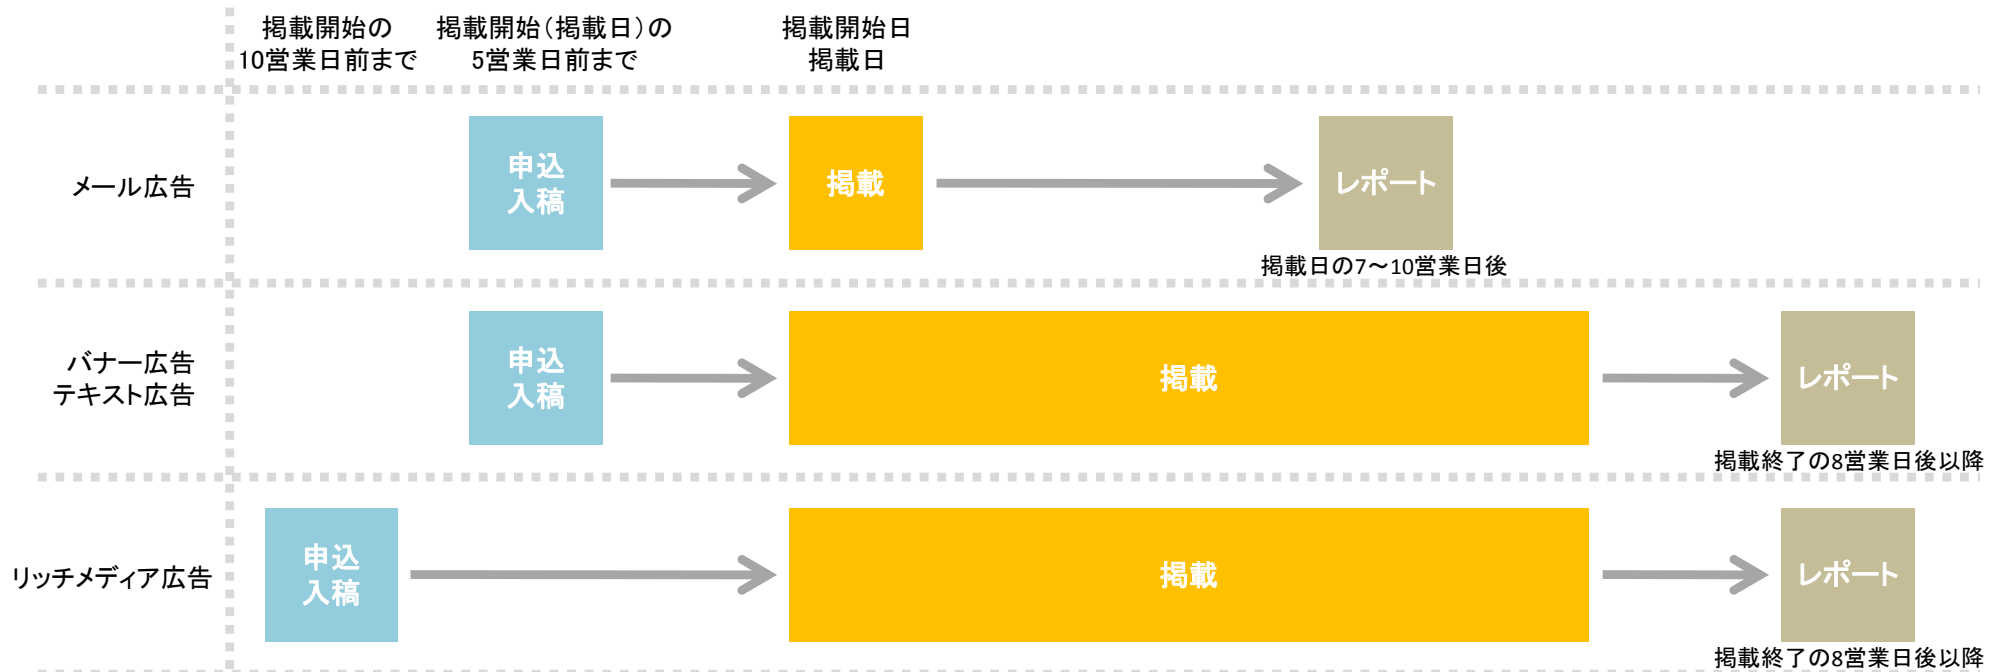 掲載開始の
10営業日前まで
掲載開始(掲載日)の
5営業日前まで
掲載開始日
掲載日
メール広告
申込
入稿
掲載
レポート
掲載日の7～10営業日後
バナー広告
テキスト広告
申込
入稿
掲載
レポート
掲載終了の8営業日後以降
リッチメディア広告
申込
入稿
掲載
レポート
掲載終了の8営業日後以降